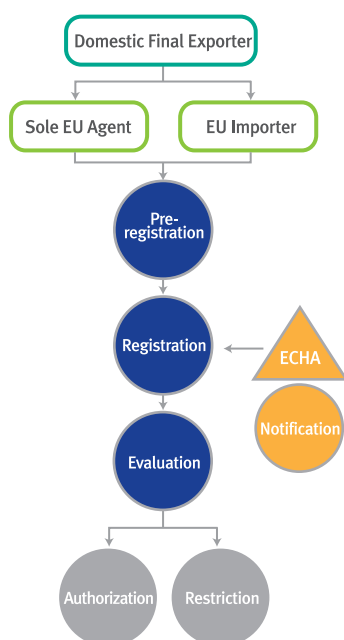 Domestic Final Exporter
Sole EU Agent
EU Importer
Pre-
registration
Registration
ECHA
Notification
Evaluation
Authorization
Restriction